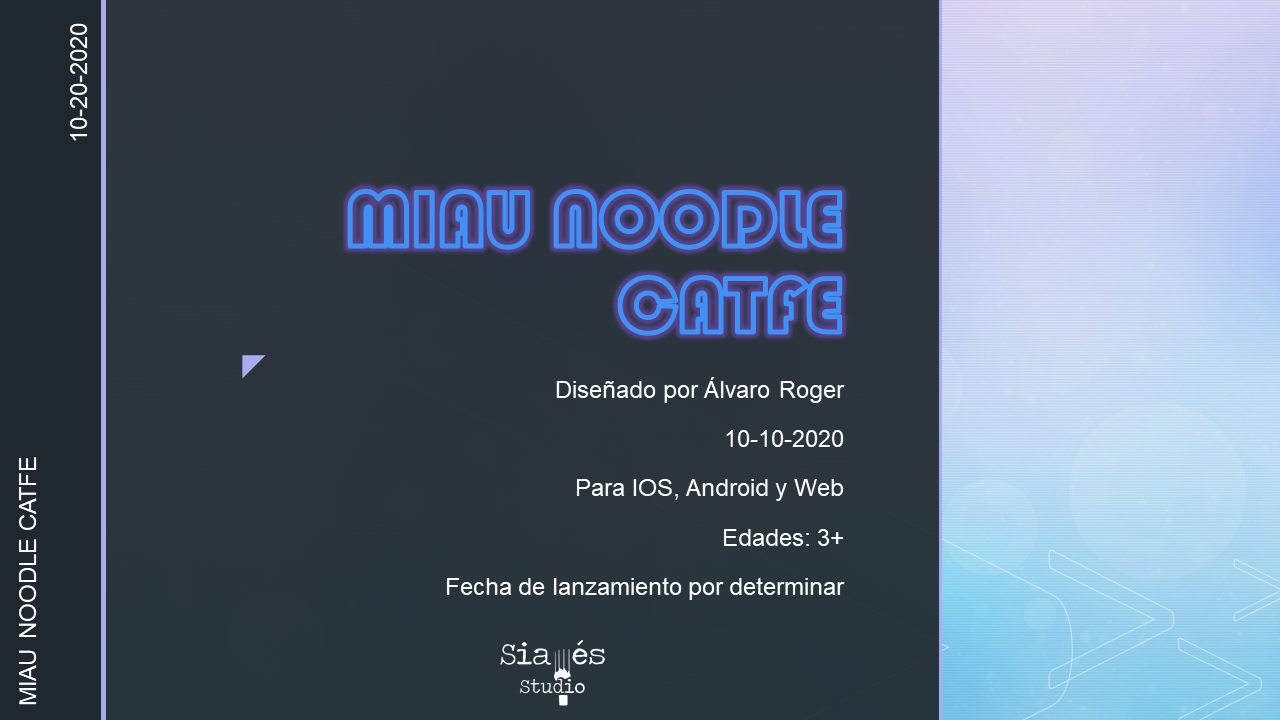 10-20-2020
MIAU NOODLE CATFE
MIAU NOODLE
CATFE
Diseñado por Álvaro Roger
10-10-2020
Para IOS, Android y Web
Edades: 3+
Fecha de lanzamiento por determinar
Siamés
Studio